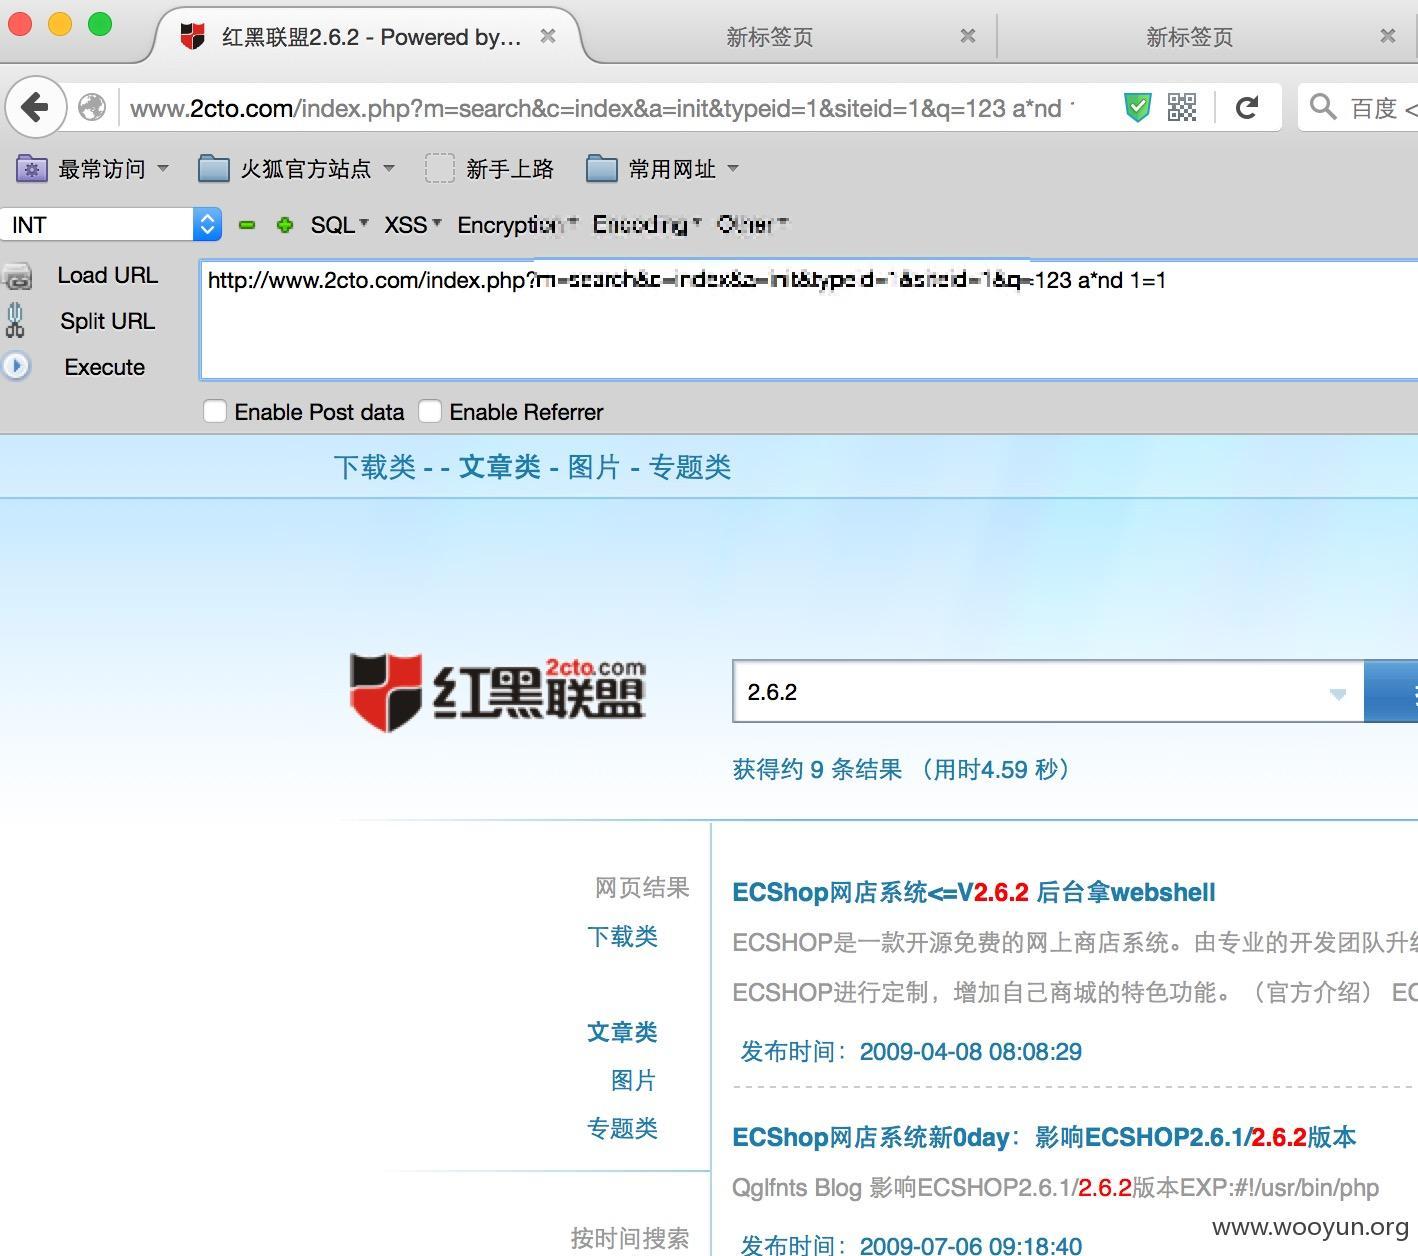 红黑联盟2.6.2 - Powered by...
新标签页
新标签页
www.2cto.com/index.php?m=search&c=index&a=init&typeid=1&siteid=1&q=123 a*nd
百度 <
最常访问
火狐官方站点
新手上路
常用网址
INT
SQL
XSS
Encryption
Encoding
Other
Load URL
http://www.2cto.com/index.php?m=search&c=index&a=init&typeid=1&siteid=1&q=123 a*nd 1=1
Split URL
Execute
Enable Post data
Enable Referrer
下载类 - - 文章类 - 图片 - 专题类
2cto.com
红黑联盟
2.6.2
获得约 9 条结果 （用时4.59 秒）
网页结果
下载类
文章类
图片
专题类
按时间搜索
ECShop网店系统<=V2.6.2 后台拿webshell
ECSHOP是一款开源免费的网上商店系统。由专业的开发团队升
ECSHOP进行定制，增加自己商城的特色功能。（官方介绍） EC
发布时间：2009-04-08 08:08:29
ECShop网店系统新0day：影响ECSHOP2.6.1/2.6.2版本
Qglfnts Blog 影响ECSHOP2.6.1/2.6.2版本EXP:#!/usr/bin/php
发布时间：2009-07-06 09:18:40
www.wooyun.org